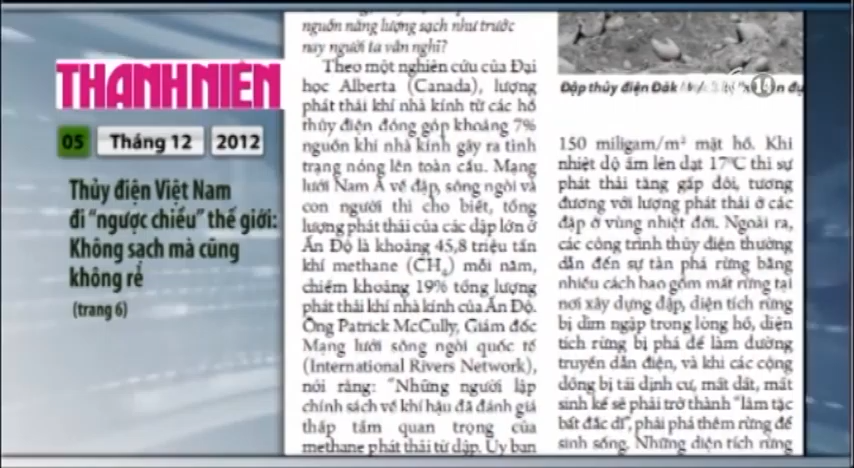 THANH NIÊN
05 Tháng 12 2012
Thủy điện Việt Nam
đi "ngược chiều" thế giới:
Không sạch mà cũng
không rẻ
(trang 6)
nguồn năng lượng sạch như trước
nay người ta vẫn nghĩ?
Theo một nghiên cứu của Đại
học Alberta (Canada), lượng
phát thải khí nhà kính từ các hồ
thủy điện đóng góp khoảng 7%
nguồn khí nhà kính gây ra tình
trạng nóng lên toàn cầu. Mạng
lưới Nam Á về đập, sông ngòi và
con người thì cho biết, tổng
lượng phát thải của các đập lớn ở
Ấn Độ là khoảng 45,8 triệu tấn
khí methane (CH₄) mỗi năm,
chiếm khoảng 19% tổng lượng
phát thải khí nhà kính của Ấn Độ.
Ông Patrick McCully, Giám đốc
Mạng lưới sông ngòi quốc tế
(International Rivers Network),
nói rằng: "Những người lập
chính sách về khí hậu đã đánh giá
thấp tầm quan trọng của
methane phát thải từ đập. Ủy ban
Đập thủy điện Đăk
14
150 miligam/m² mặt hồ. Khi
nhiệt độ ấm lên đạt 17°C thì sự
phát thải tăng gấp đôi, tương
đương với lượng phát thải ở các
đập ở vùng nhiệt đới. Ngoài ra,
các công trình thủy điện thường
dẫn đến sự tàn phá rừng bằng
nhiều cách bao gồm mất rừng tại
nơi xây dựng đập, diện tích rừng
bị dìm ngập trong lòng hồ, diện
tích rừng bị phá để làm đường
truyền dẫn điện, và khi các cộng
đồng bị tái định cư, mất đất, mất
sinh kế sẽ phải trở thành "lâm tặc
bất đắc dĩ", phải phá thêm rừng để
sinh sống. Những diện tích rừng